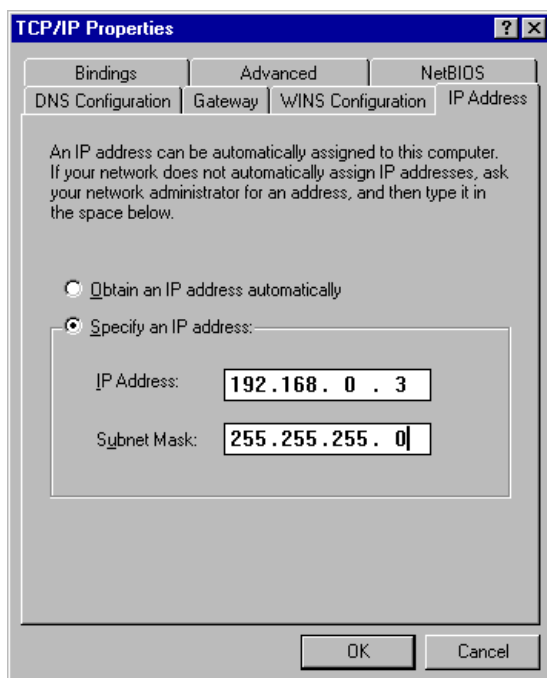 TCP/IP Properties
Bindings Advanced NetBIOS
DNS Configuration Gateway WINS Configuration IP Address
An IP address can be automatically assigned to this computer.
If your network does not automatically assign IP addresses, ask
your network administrator for an address, and then type it in
the space below.
Obtain an IP address automatically
Specify an IP address:
IP Address: 192.168. 0 . 3
Subnet Mask: 255.255.255. 0
OK Cancel